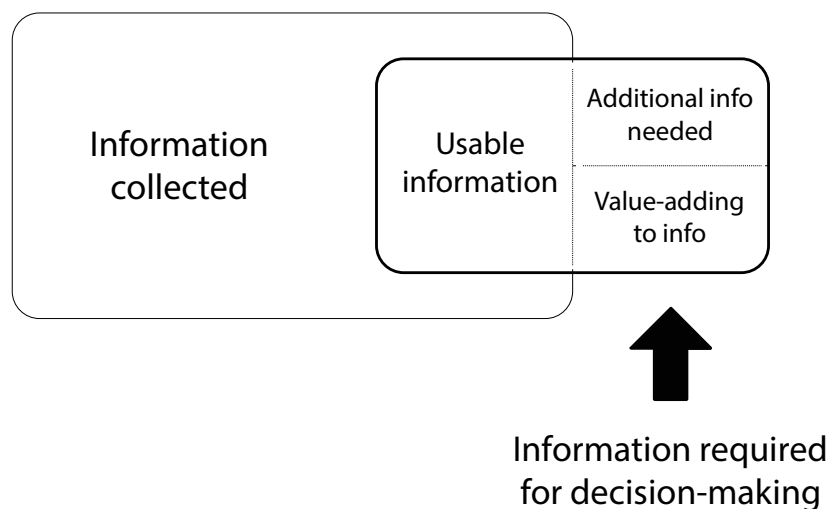 Information
collected
Usable
information
Additional info
needed
Value-adding
to info
Information required
for decision-making